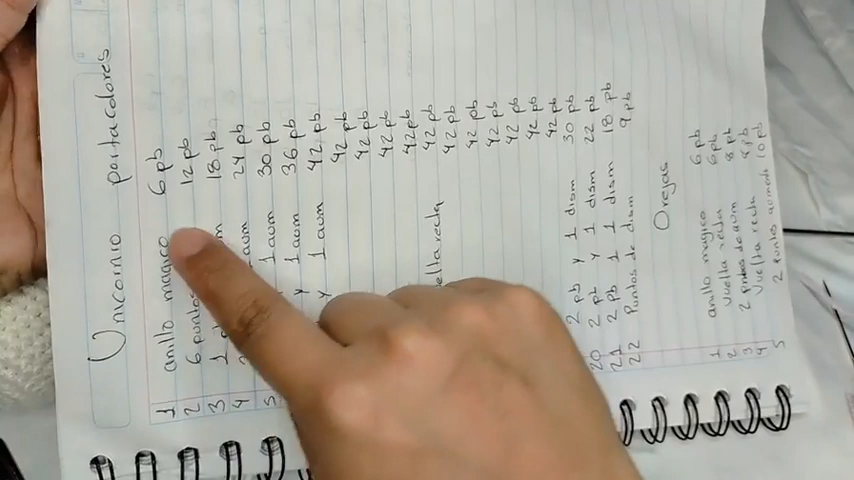 Unicornio portacolores
1 anillo magico 6 pb
2 6 puntos 12 pb
3 1 18 pb
4 aum 24 pb
5 1 aum 30 pb
y 1 aum 36 pb
y 1 aum 42 pb
42 pb
42 pb
42 pb
42 pb
recta 42 pb
42 pb
42 pb
42 pb
42 pb
42 pb
42 pb
2 pb y 1 dism 30 pb
20 2 pb y 1 dism 22 pb
21 2 pb 1 dism 18 pb
22 Puntos de dism 9 pb
Orejas
1 anillo magico 6 pb
2 Vuelta recta 6 pb
3 2 puntos de aum 8 pb
4 Vuelta recta 8 pb
5 2 puntos 10 pb